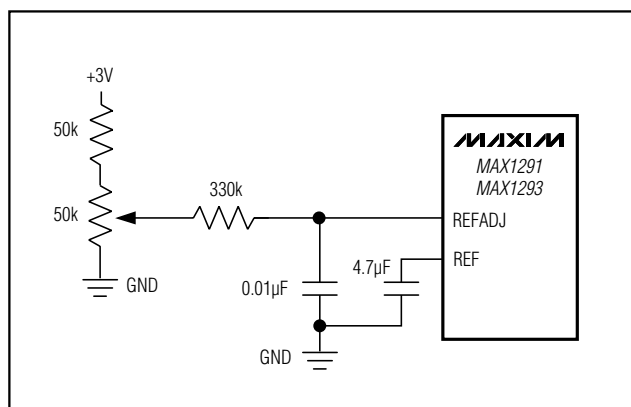 +3V
50k
50k
GND
330k
0.01µF
4.7µF
GND
MAXIM
MAX1291
MAX1293
REFADJ
REF